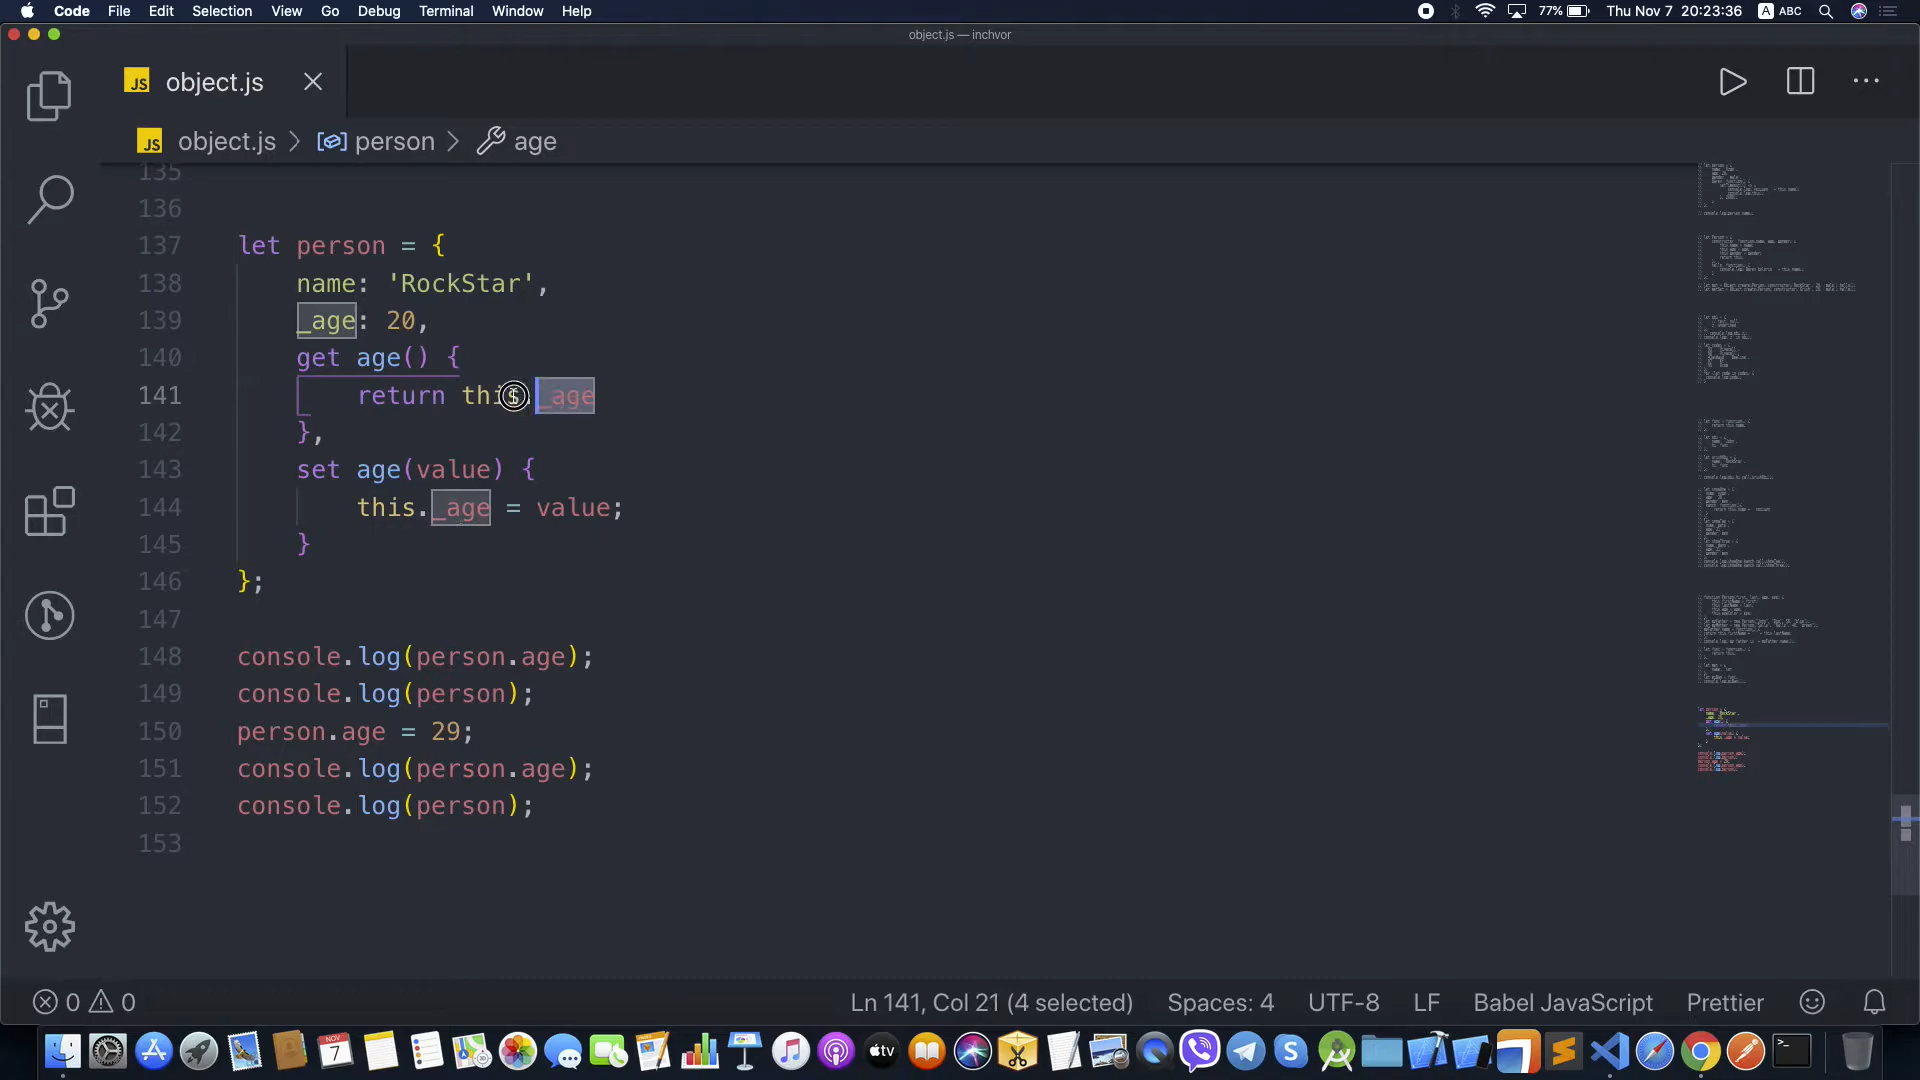 Code File Edit Selection View Go Debug Terminal Window Help
77% Thu Nov 7 20:23:36 A ABC
object.js — inchvor
JS object.js
JS object.js > person > age
135
136
137 let person = {
138 name: 'RockStar',
139 _age: 20,
140 get age() {
141 return this._age
142 },
143 set age(value) {
144 this._age = value;
145 }
146 };
147
148 console.log(person.age);
149 console.log(person);
150 person.age = 29;
151 console.log(person.age);
152 console.log(person);
153
0 0 Ln 141, Col 21 (4 selected) Spaces: 4 UTF-8 LF Babel JavaScript Prettier
NOV
7
tv